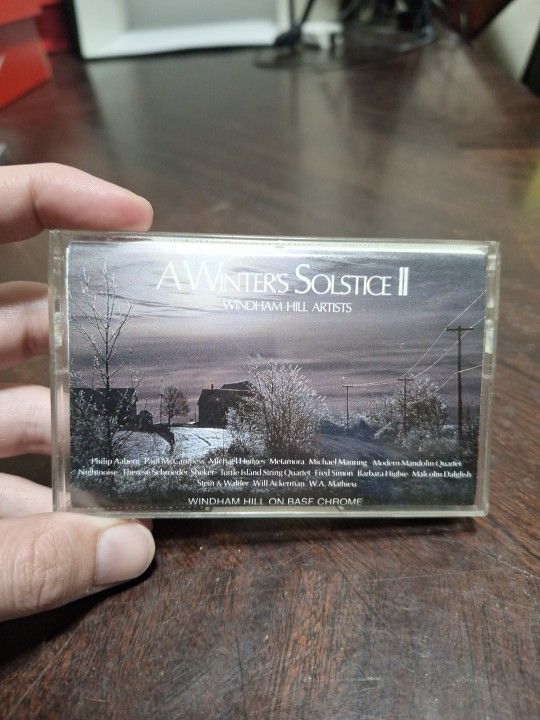 A WINTER'S SOLSTICE II
WINDHAM HILL ARTISTS
Philip Aaberg Paul McCandless Michael Hedges Metamora Michael Manring Modern Mandolin Quartet
Nightnoise Therese Schroeder-Sheker Turtle Island String Quartet Fred Simon Barbara Higbie Malcolm Dalglish
Stein & Walder Will Ackerman W.A. Mathieu
WINDHAM HILL ON BASF CHROME